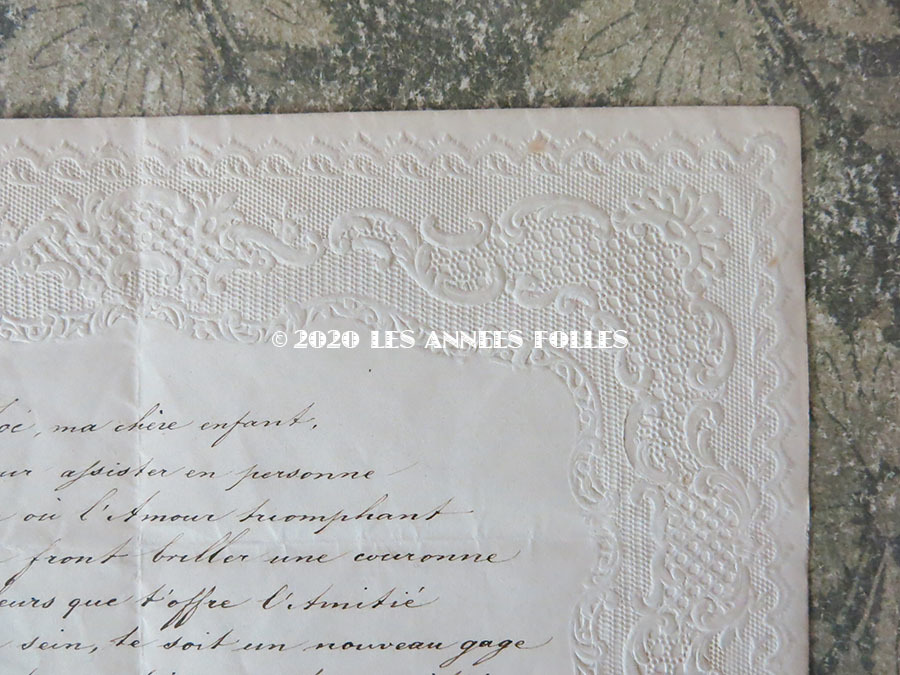 © 2020 LES ANNEES FOLLES
ma chère enfant,
assister en personne
où l'Amour triomphant
front briller une couronne
que t'offre l'Amitié
sein, te soit un nouveau gage